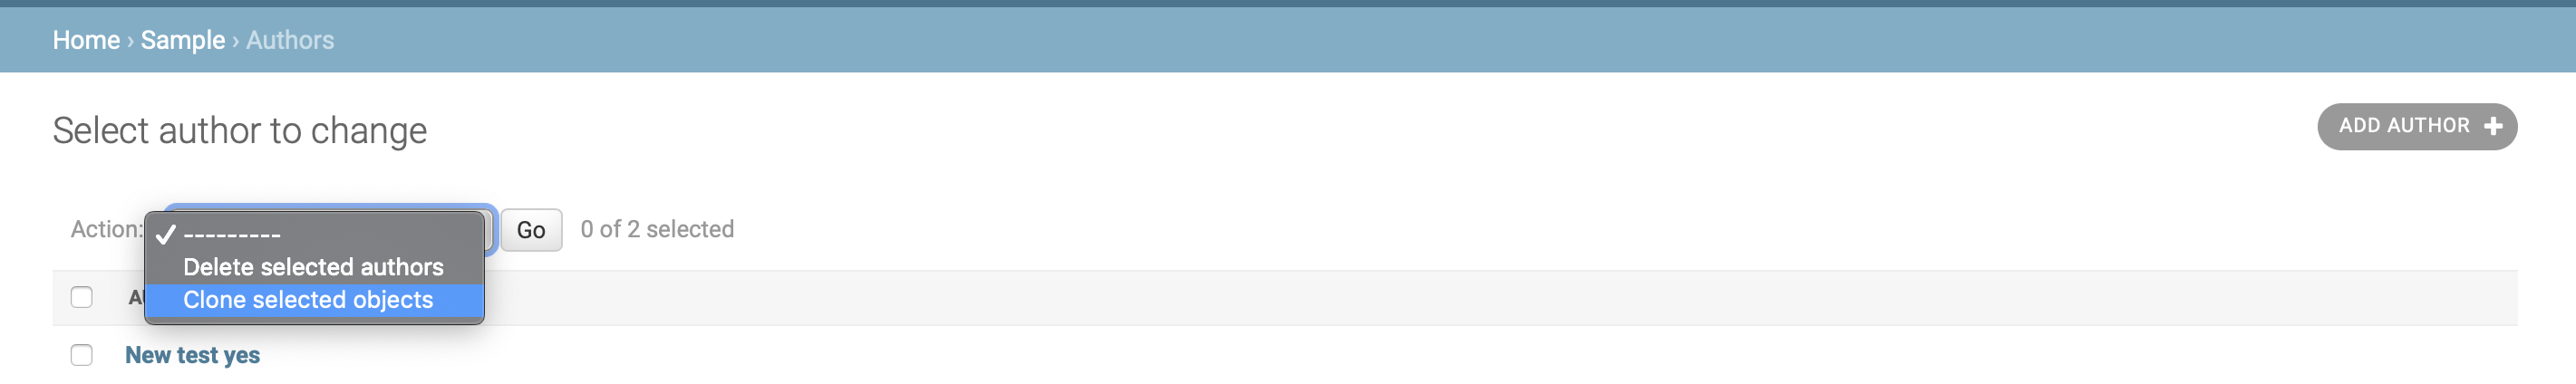 Home › Sample › Authors
Select author to change
ADD AUTHOR +
Action:
---------
Delete selected authors
Clone selected objects
Go
0 of 2 selected
New test yes